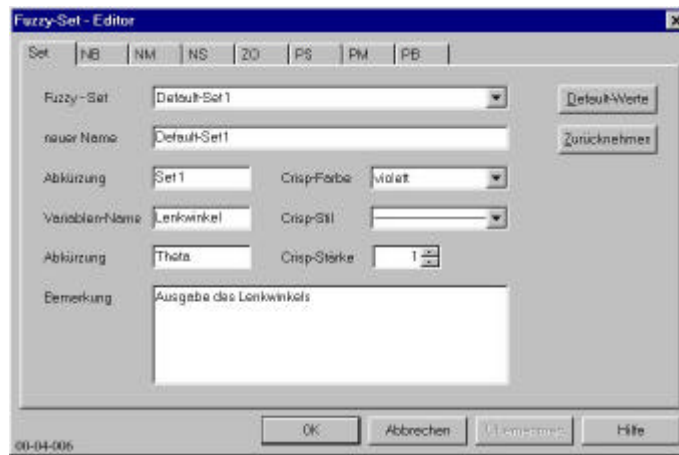 Fuzzy-Set - Editor
Set NB NM NS ZO PS PM PB
Fuzzy-Set Default-Set1 Default-Werte
neuer Name Default-Set1 Zurücknehmen
Abkürzung Set1 Crisp-Farbe violett
Variablen-Name Lenkwinkel Crisp-Stil
Abkürzung Theta Crisp-Stärke 1
Bemerkung Ausgabe des Lenkwinkels
OK Abbrechen Übernehmen Hilfe
00-04-006